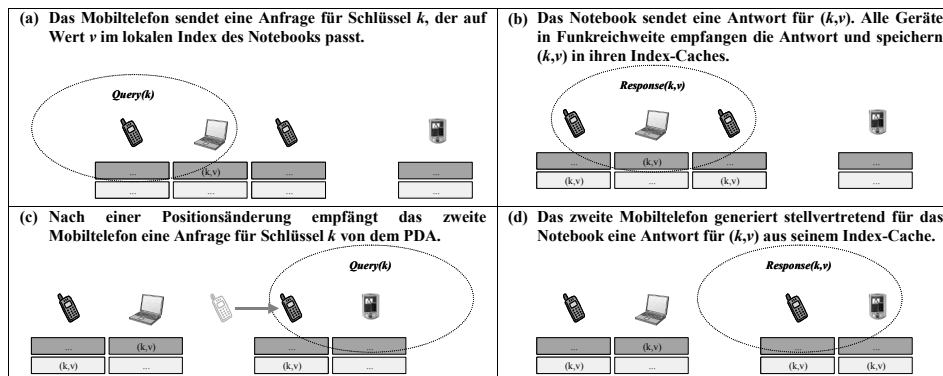 (a) Das Mobiltelefon sendet eine Anfrage für Schlüssel k, der auf
Wert v im lokalen Index des Notebooks passt.
Query(k)
... (k,v) ... ...
... ... ... ...
(b) Das Notebook sendet eine Antwort für (k,v). Alle Geräte
in Funkreichweite empfangen die Antwort und speichern
(k,v) in ihren Index-Caches.
Response(k,v)
... (k,v) ... ...
(k,v) ... (k,v) ...
(c) Nach einer Positionsänderung empfängt das zweite
Mobiltelefon eine Anfrage für Schlüssel k von dem PDA.
Query(k)
... (k,v) ... ...
(k,v) ... (k,v) ...
(d) Das zweite Mobiltelefon generiert stellvertretend für das
Notebook eine Antwort für (k,v) aus seinem Index-Cache.
Response(k,v)
... (k,v) ... ...
(k,v) ... (k,v) (k,v)